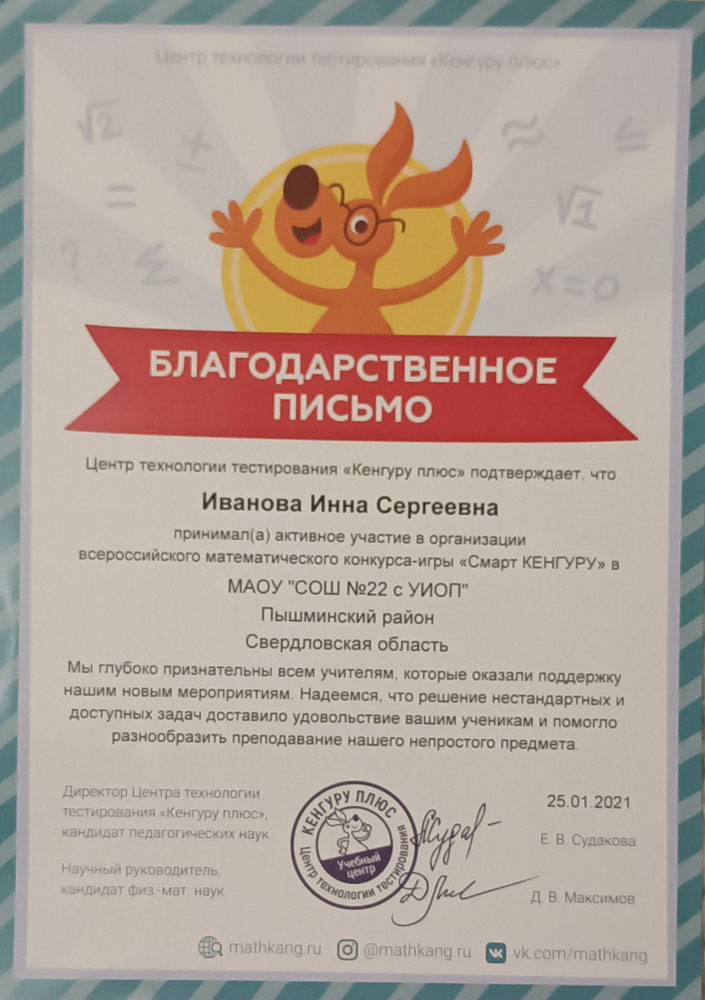 Центр технологии тестирования «Кенгуру плюс»
√2 ± ≈ ≤
= √1
? Σ x=0
БЛАГОДАРСТВЕННОЕ
ПИСЬМО
Центр технологии тестирования «Кенгуру плюс» подтверждает, что
Иванова Инна Сергеевна
принимал(а) активное участие в организации
всероссийского математического конкурса-игры «Смарт КЕНГУРУ» в
МАОУ "СОШ №22 с УИОП"
Пышминский район
Свердловская область
Мы глубоко признательны всем учителям, которые оказали поддержку
нашим новым мероприятиям. Надеемся, что решение нестандартных и
доступных задач доставило удовольствие вашим ученикам и помогло
разнообразить преподавание нашего непростого предмета.
Директор Центра технологии
тестирования «Кенгуру плюс»,
кандидат педагогических наук
Научный руководитель,
кандидат физ.-мат. наук
КЕНГУРУ ПЛЮС
Учебный
центр
Центр технологии тестирования
25.01.2021
Е. В. Судакова
Д. В. Максимов
mathkang.ru @mathkang.ru vk.com/mathkang